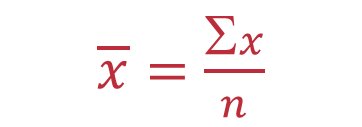 x̅ = Σx / n